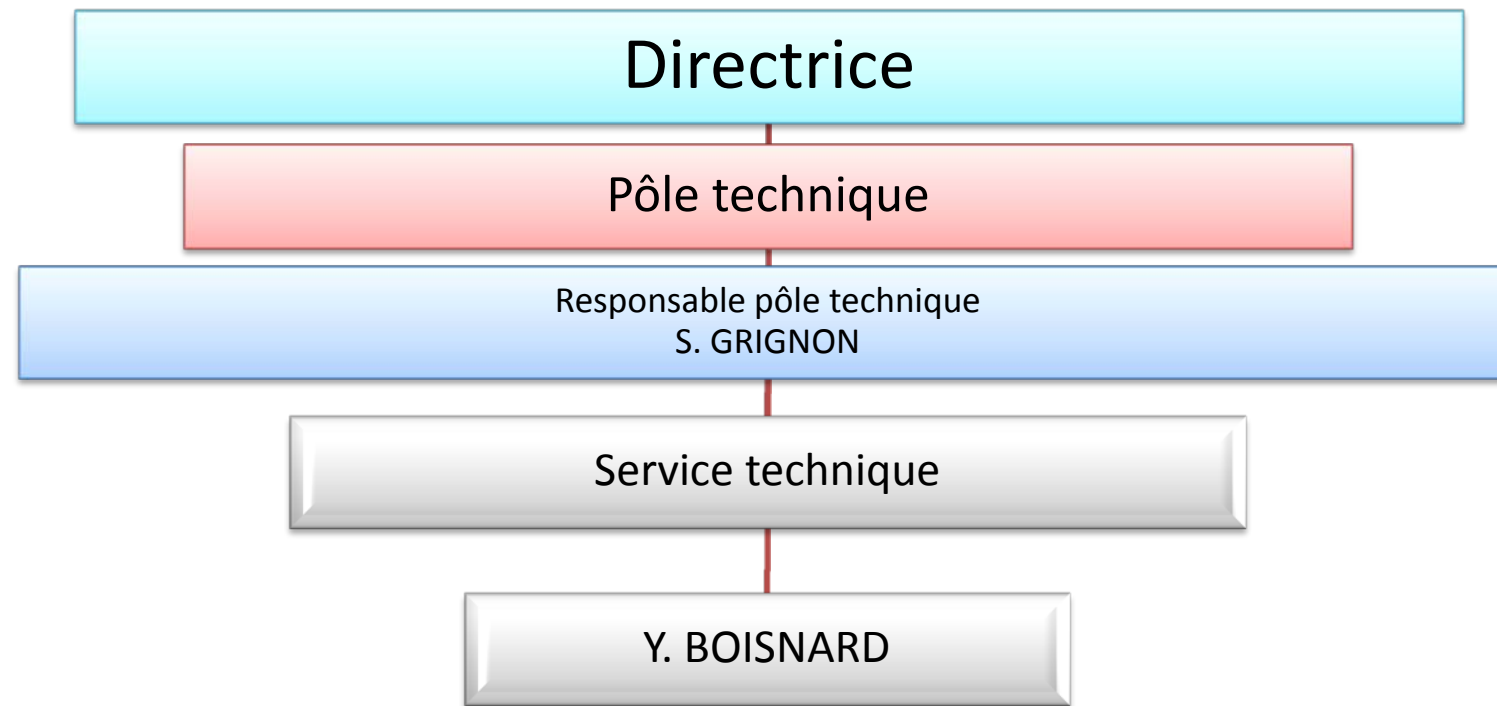 Directrice
Pôle technique
Responsable pôle technique
S. GRIGNON
Service technique
Y. BOISNARD